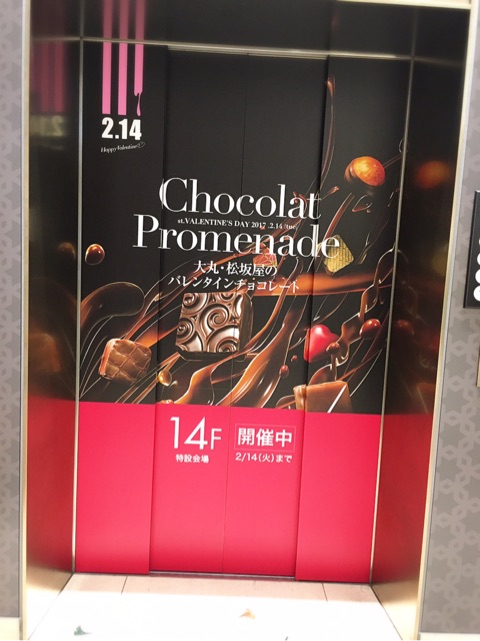 2.14
Happy Valentine
Chocolat
st.VALENTINE'S DAY 2017 .2.14 Tue.
Promenade
大丸・松坂屋の
バレンタインチョコレート
14F
特設会場
開催中
2/14(火)まで